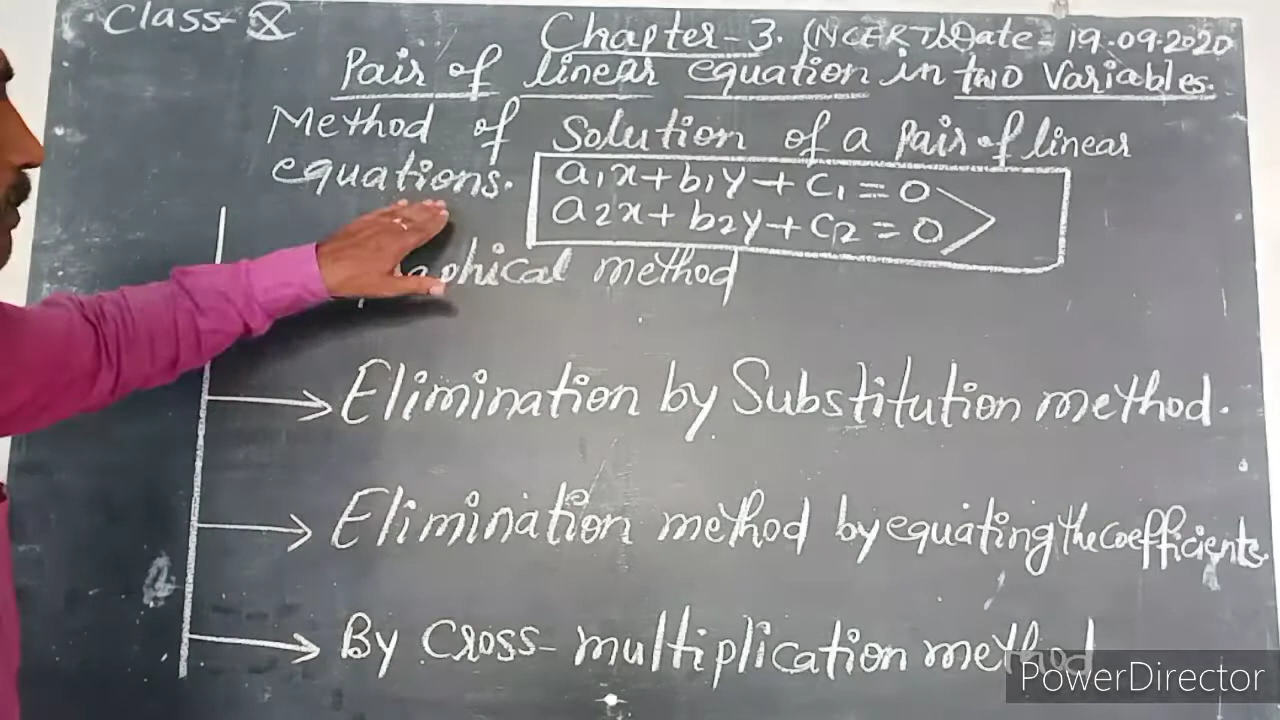 Class-X
Chapter-3. (NCERT) Date-19.09.2020
Pair of linear equation in two Variables.
Method of Solution of a Pair of linear
equations.
a₁x+b₁y+c₁=0
a₂x+b₂y+c₂=0
method
Elimination by Substitution method.
Elimination method by equating the coefficients.
By Cross-multiplication method
PowerDirector